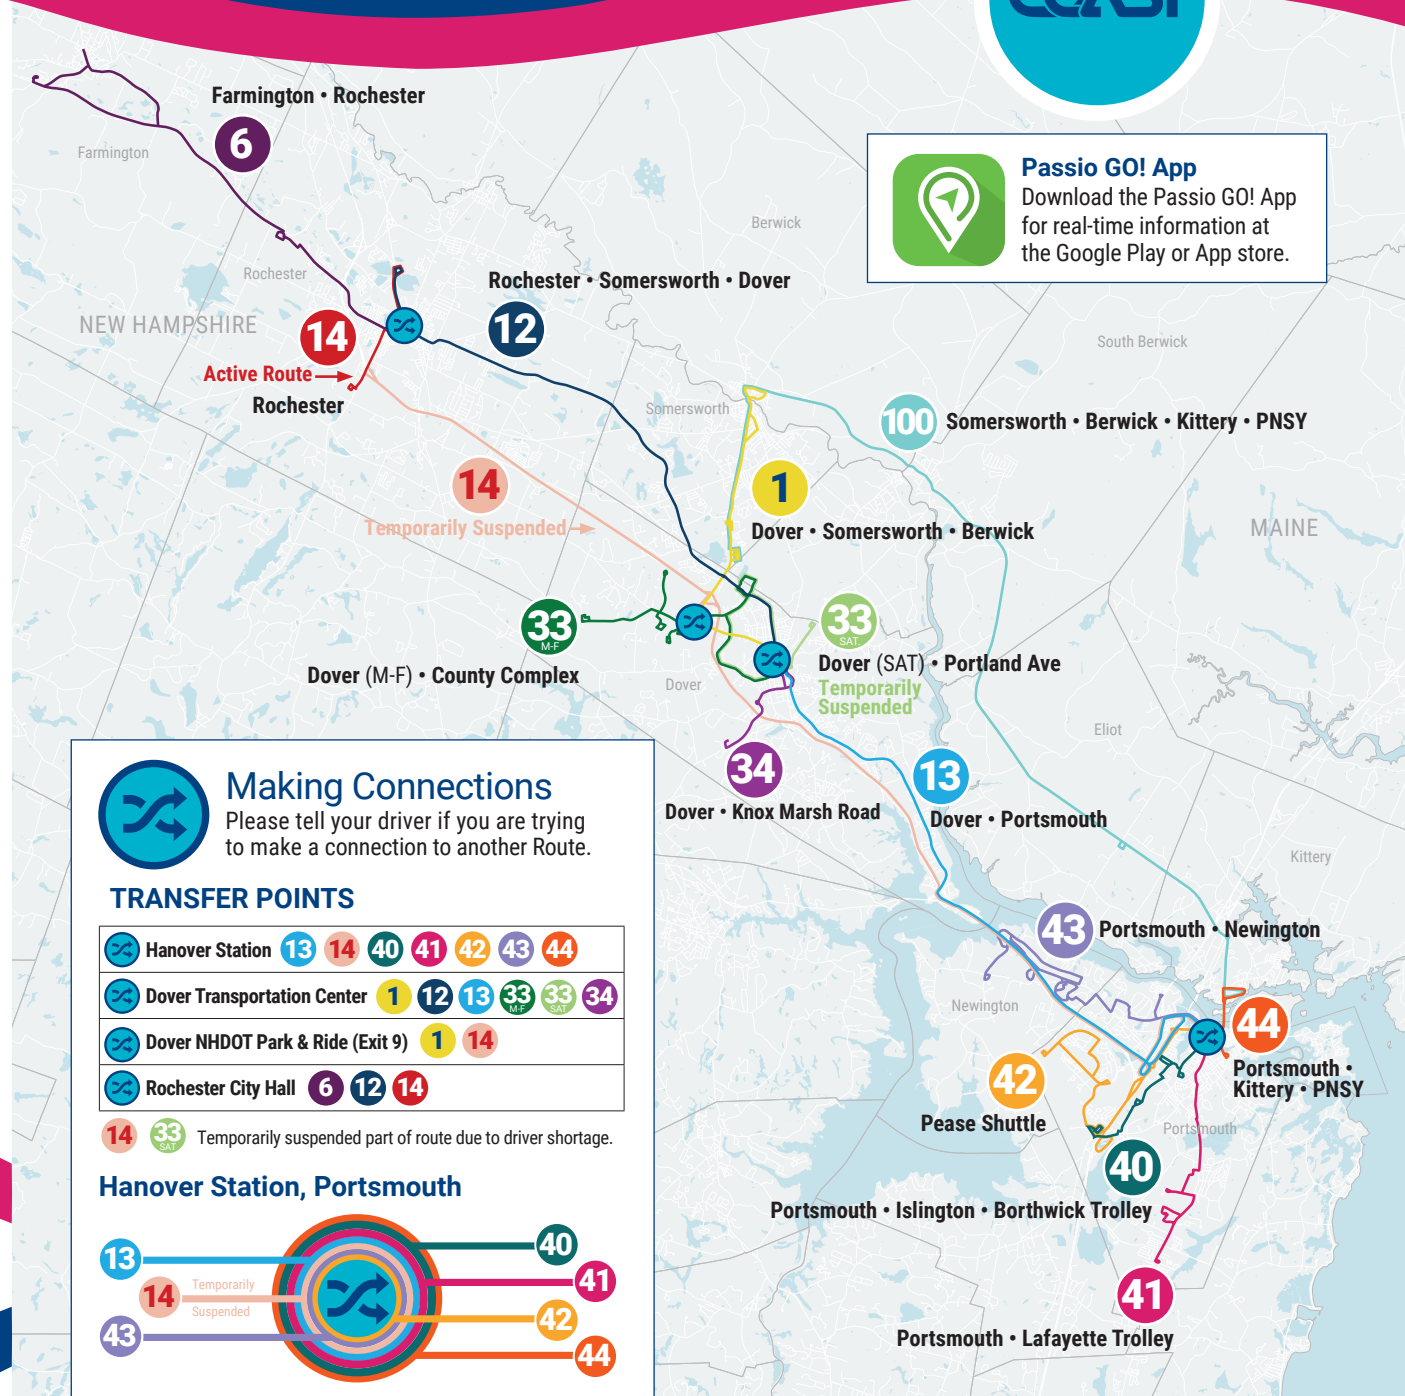 COAST
Farmington • Rochester
6
Farmington
Passio GO! App
Download the Passio GO! App
for real-time information at
the Google Play or App store.
Berwick
Rochester
Rochester • Somersworth • Dover
12
NEW HAMPSHIRE
14
Active Route
Rochester
South Berwick
Somersworth
100
Somersworth • Berwick • Kittery • PNSY
14
Temporarily Suspended
1
Dover • Somersworth • Berwick
MAINE
33
M-F
Dover (M-F) • County Complex
33
SAT
Dover (SAT) • Portland Ave
Temporarily
Suspended
Dover
Eliot
34
Dover • Knox Marsh Road
13
Dover • Portsmouth
Kittery
43
Portsmouth • Newington
Newington
44
Portsmouth •
Kittery • PNSY
42
Pease Shuttle
Portsmouth
40
Portsmouth • Islington • Borthwick Trolley
41
Portsmouth • Lafayette Trolley
Making Connections
Please tell your driver if you are trying
to make a connection to another Route.
TRANSFER POINTS
Hanover Station 13 14 40 41 42 43 44
Dover Transportation Center 1 12 13 33 M-F 33 SAT 34
Dover NHDOT Park & Ride (Exit 9) 1 14
Rochester City Hall 6 12 14
14 33 SAT Temporarily suspended part of route due to driver shortage.
Hanover Station, Portsmouth
13
14
Temporarily
Suspended
43
40
41
42
44